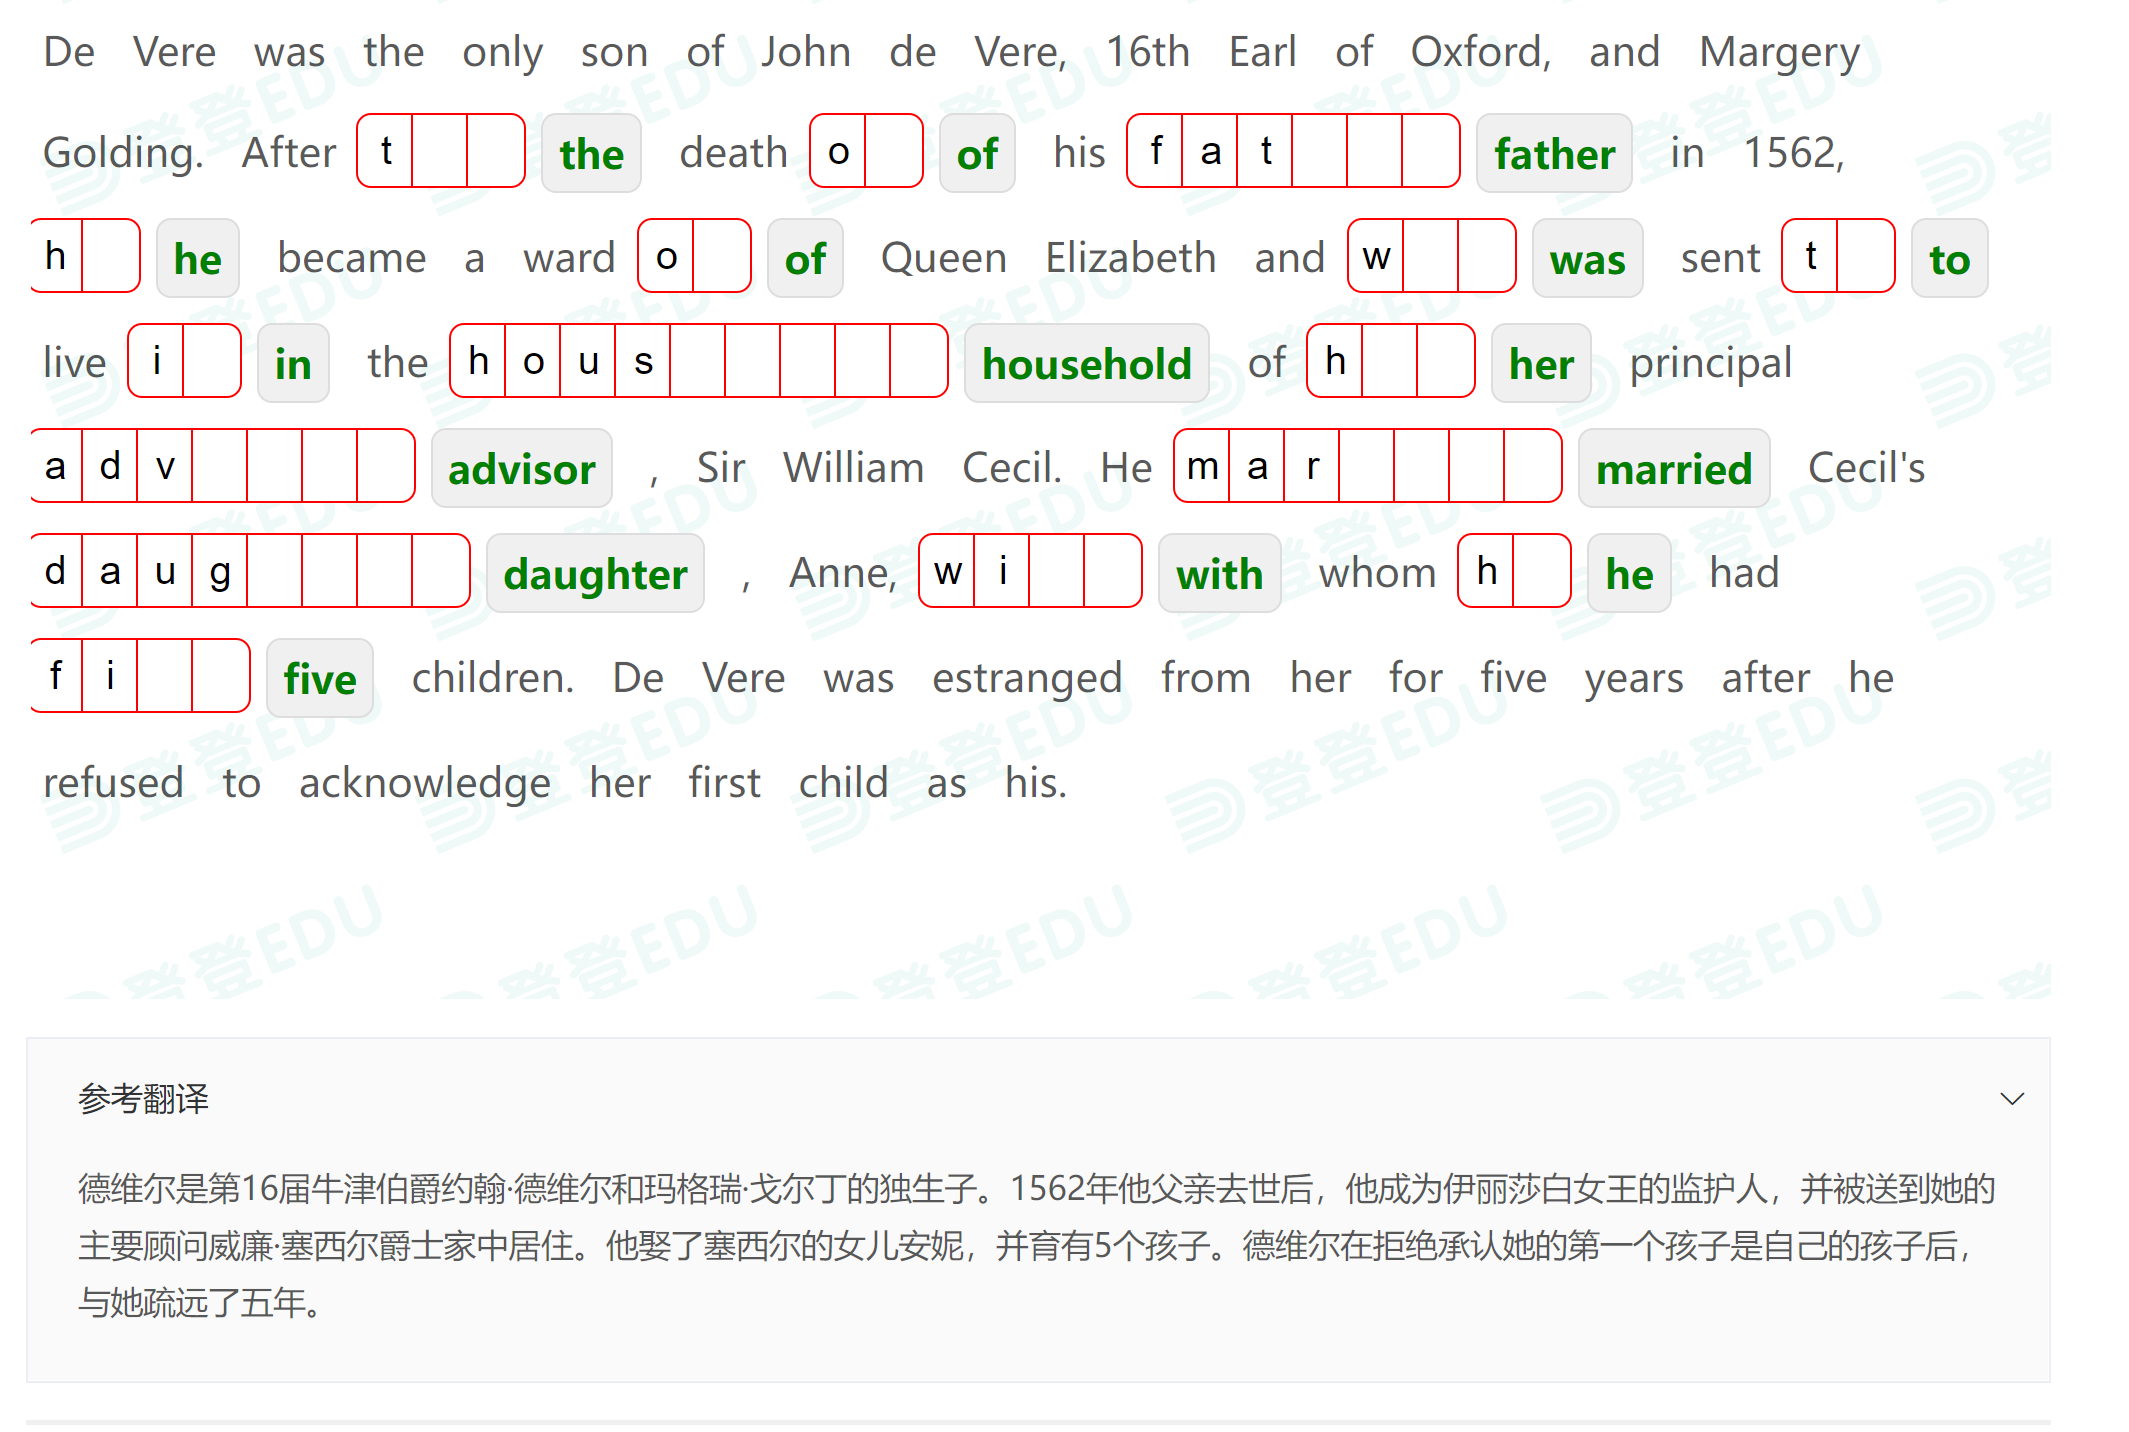 De Vere was the only son of John de Vere, 16th Earl of Oxford, and Margery
Golding. After t the death o of his f a t father in 1562,
h he became a ward o of Queen Elizabeth and w was sent t to
live i in the h o u s household of h her principal
a d v advisor , Sir William Cecil. He m a r married Cecil's
d a u g daughter , Anne, w i with whom h he had
f i five children. De Vere was estranged from her for five years after he
refused to acknowledge her first child as his.
参考翻译
德维尔是第16届牛津伯爵约翰·德维尔和玛格瑞·戈尔丁的独生子。1562年他父亲去世后，他成为伊丽莎白女王的监护人，并被送到她的
主要顾问威廉·塞西尔爵士家中居住。他娶了塞西尔的女儿安妮，并育有5个孩子。德维尔在拒绝承认她的第一个孩子是自己的孩子后，
与她疏远了五年。